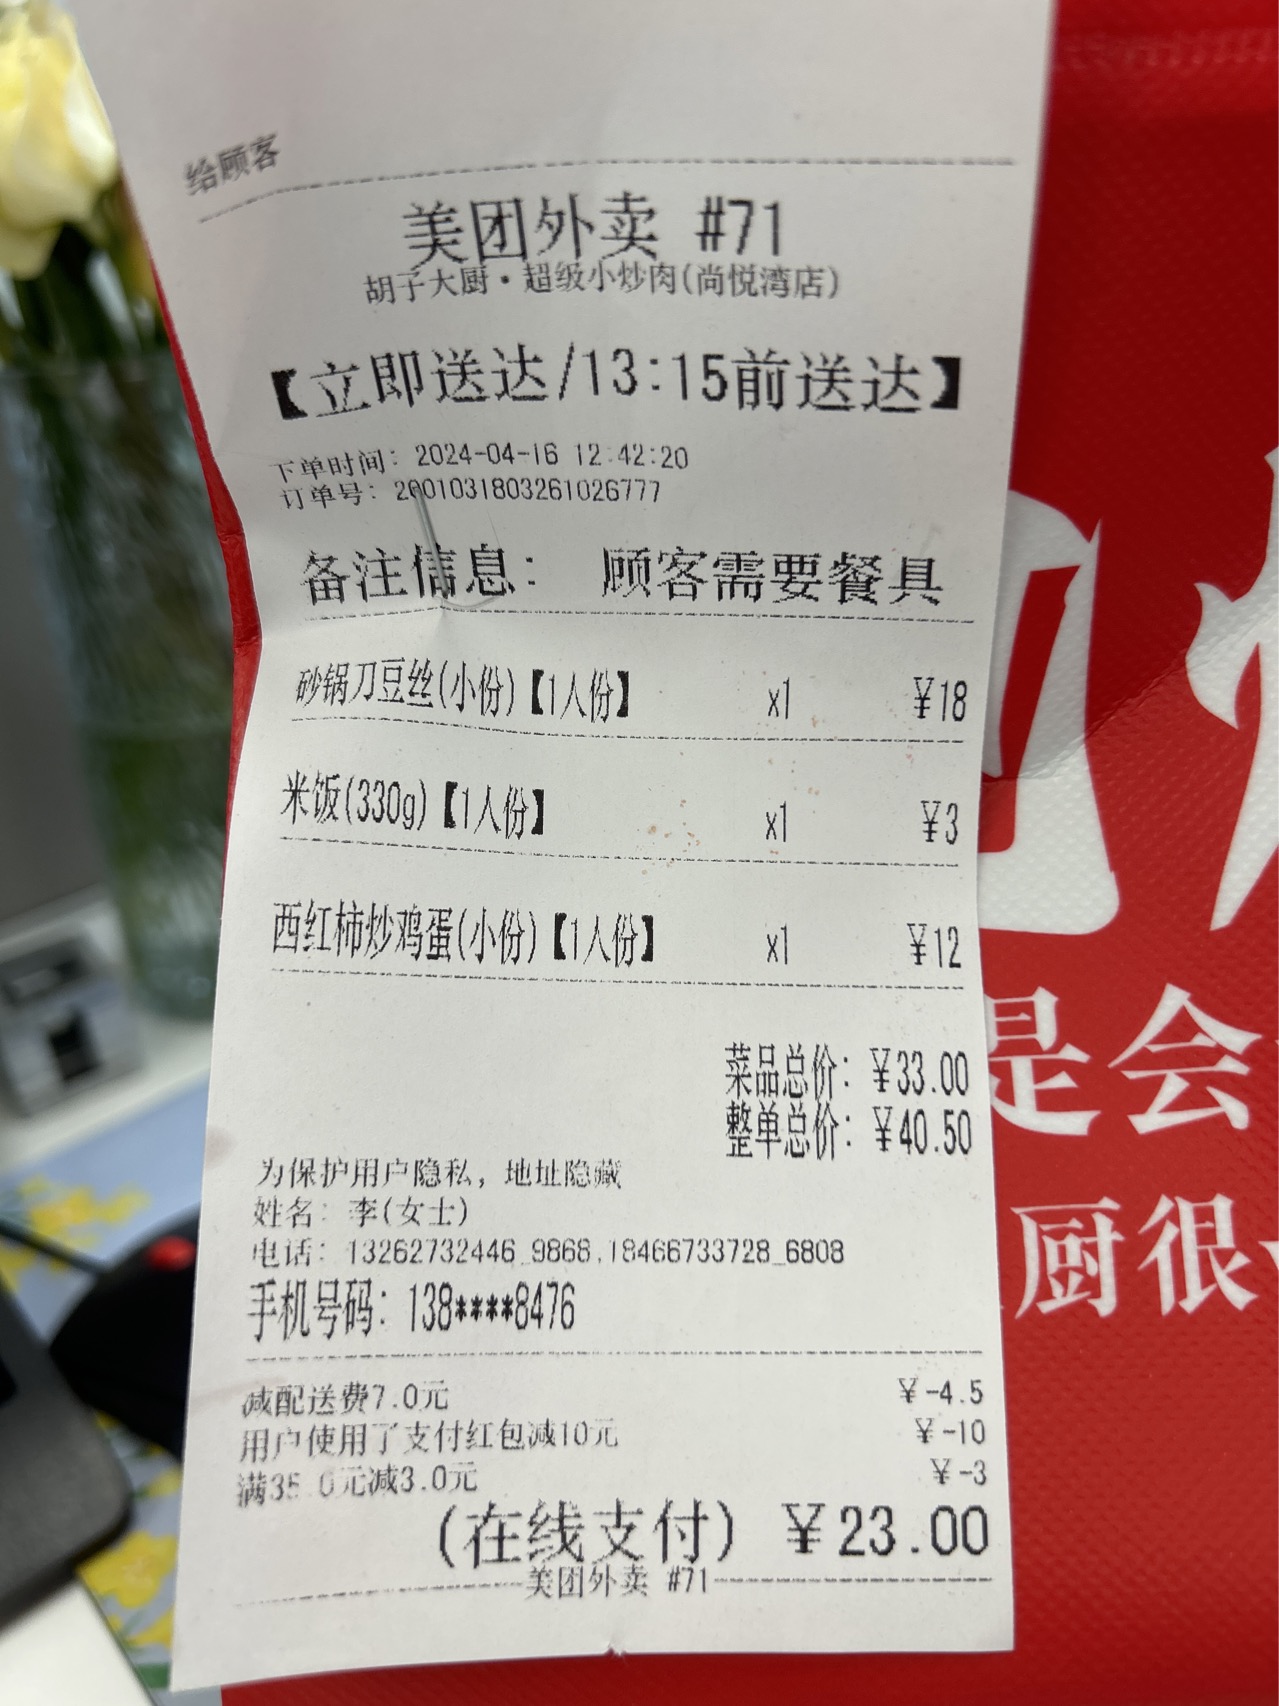 给顾客
美团外卖 #71
胡子大厨·超级小炒肉(尚悦湾店)
【立即送达/13:15前送达】
下单时间: 2024-04-16 12:42:20
订单号: 2001031803261026777
备注信息: 顾客需要餐具
砂锅刀豆丝(小份)【1人份】 x1 ¥18
米饭(330g)【1人份】 x1 ¥3
西红柿炒鸡蛋(小份)【1人份】 x1 ¥12
菜品总价: ¥33.00
整单总价: ¥40.50
为保护用户隐私, 地址隐藏
姓名: 李(女士)
电话: 13262732446_9868,18466733728_6808
手机号码: 138****8476
减配送费7.0元 ¥-4.5
用户使用了支付红包减10元 ¥-10
满35.0元减3.0元 ¥-3
(在线支付) ¥23.00
美团外卖 #71
是会
厨很